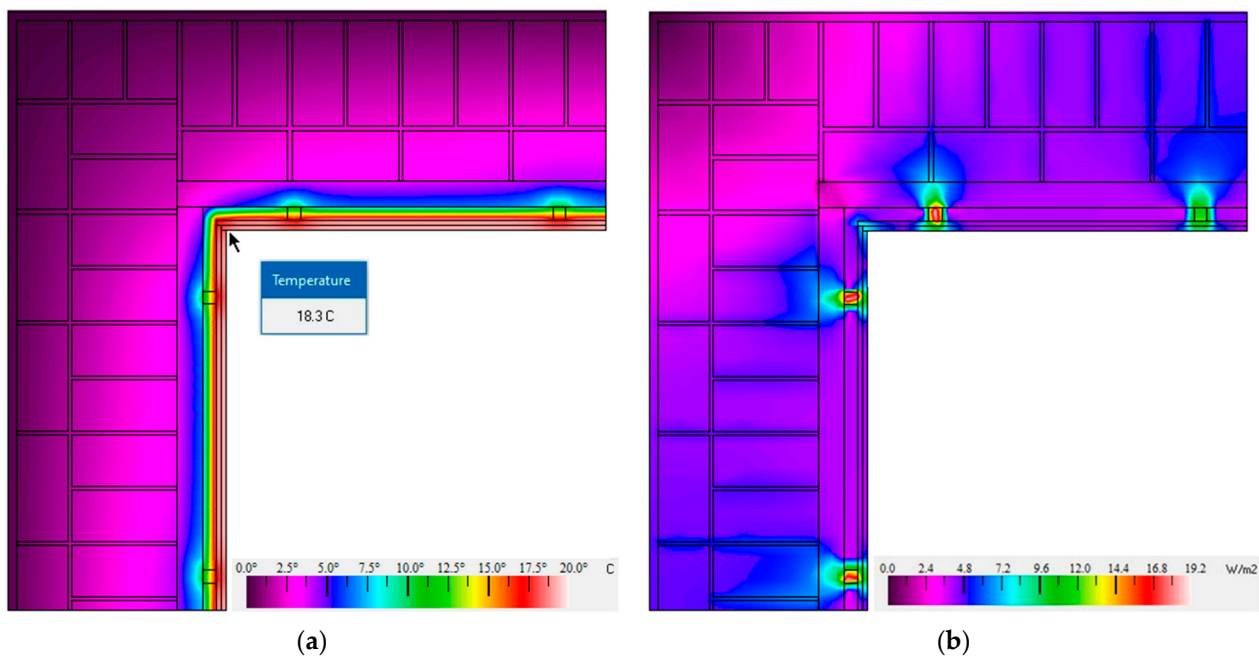 Temperature
18.3 C
0.0° 2.5° 5.0° 7.5° 10.0° 12.5° 15.0° 17.5° 20.0° C
0.0 2.4 4.8 7.2 9.6 12.0 14.4 16.8 19.2 W/m2
(a) (b)